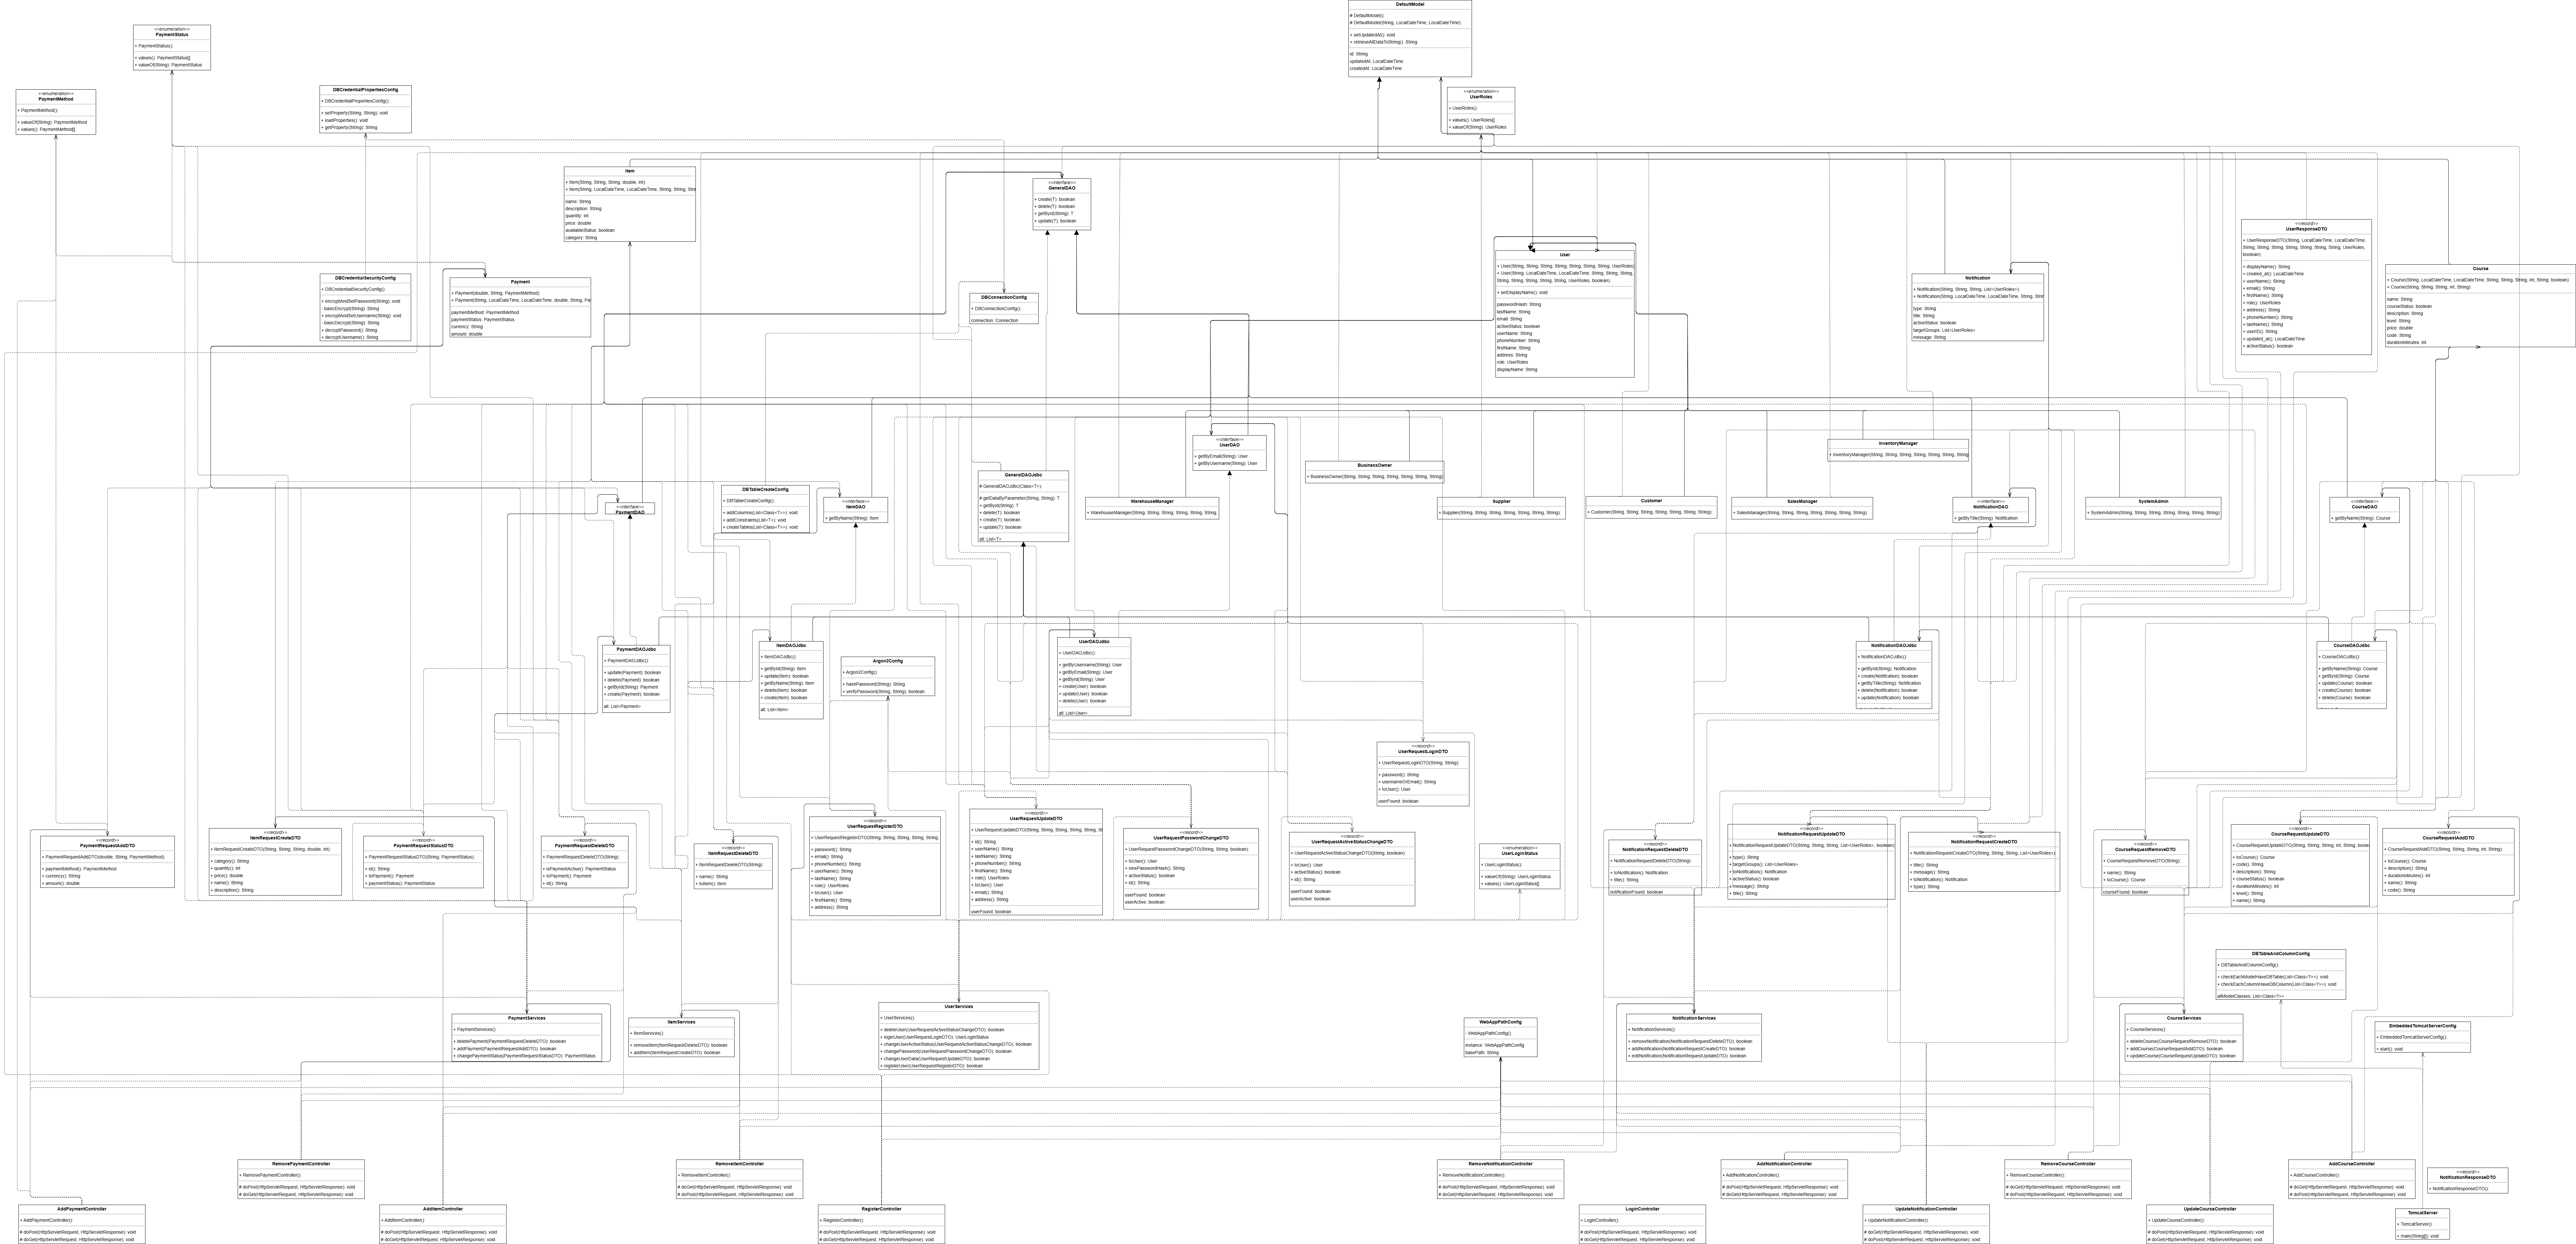 DefaultModel
# DefaultModel()
# DefaultModel(String, LocalDateTime, LocalDateTime)
+ setUpdatedAt(): void
+ retrieveAllDataToString(): String
id: String
updatedAt: LocalDateTime
createdAt: LocalDateTime
<<enumeration>>
PaymentStatus
+ PaymentStatus()
+ values(): PaymentStatus[]
+ valueOf(String): PaymentStatus
<<enumeration>>
PaymentMethod
+ PaymentMethod()
+ valueOf(String): PaymentMethod
+ values(): PaymentMethod[]
DBCredentialPropertiesConfig
+ DBCredentialPropertiesConfig()
+ setProperty(String, String): void
+ loadProperties(): void
+ getProperty(String): String
<<enumeration>>
UserRoles
+ UserRoles()
+ values(): UserRoles[]
+ valueOf(String): UserRoles
Item
+ Item(String, String, String, double, int)
+ Item(String, LocalDateTime, LocalDateTime, String, String, Stri
name: String
description: String
quantity: int
price: double
availableStatus: boolean
category: String
<<interface>>
GeneralDAO
+ create(T): boolean
+ delete(T): boolean
+ getById(String): T
+ update(T): boolean
<<record>>
UserResponseDTO
+ UserResponseDTO(String, LocalDateTime, LocalDateTime,
String, String, String, String, String, String, UserRoles,
boolean)
+ displayName(): String
+ created_at(): LocalDateTime
+ userName(): String
+ email(): String
+ firstName(): String
+ role(): UserRoles
+ address(): String
+ phoneNumber(): String
+ lastName(): String
+ userID(): String
+ updated_at(): LocalDateTime
+ activeStatus(): boolean
User
+ User(String, String, String, String, String, String, UserRoles)
+ User(String, LocalDateTime, LocalDateTime, String, String, String,
String, String, String, String, UserRoles, boolean)
+ setDisplayName(): void
passwordHash: String
lastName: String
email: String
activeStatus: boolean
userName: String
phoneNumber: String
firstName: String
address: String
role: UserRoles
displayName: String
Course
+ Course(String, LocalDateTime, LocalDateTime, String, String, String, int, String, boolean)
+ Course(String, String, String, int, String)
name: String
courseStatus: boolean
description: String
level: String
price: double
code: String
durationMinutes: int
DBCredentialSecurityConfig
+ DBCredentialSecurityConfig()
+ encryptAndSetPassword(String): void
- basicEncrypt(String): String
+ encryptAndSetUsername(String): void
- basicDecrypt(String): String
+ decryptPassword(): String
+ decryptUsername(): String
Payment
+ Payment(double, String, PaymentMethod)
+ Payment(String, LocalDateTime, LocalDateTime, double, String, Pa
paymentMethod: PaymentMethod
paymentStatus: PaymentStatus
currency: String
amount: double
Notification
+ Notification(String, String, String, List<UserRoles>)
+ Notification(String, LocalDateTime, LocalDateTime, String, Stri
type: String
title: String
activeStatus: boolean
targetGroups: List<UserRoles>
message: String
DBConnectionConfig
+ DBConnectionConfig()
connection: Connection
<<interface>>
UserDAO
+ getByEmail(String): User
+ getByUsername(String): User
InventoryManager
+ InventoryManager(String, String, String, String, String, String)
BusinessOwner
+ BusinessOwner(String, String, String, String, String, String)
GeneralDAOJdbc
# GeneralDAOJdbc(Class<T>)
# getDataByParameter(String, String): T
+ getById(String): T
+ delete(T): boolean
+ create(T): boolean
+ update(T): boolean
all: List<T>
DBTableCreateConfig
+ DBTableCreateConfig()
+ addColumns(List<Class<T>>): void
+ addConstraints(List<T>): void
+ createTables(List<Class<T>>): void
<<interface>>
PaymentDAO
<<interface>>
ItemDAO
+ getByName(String): Item
WarehouseManager
+ WarehouseManager(String, String, String, String, String, String)
Supplier
+ Supplier(String, String, String, String, String, String)
Customer
+ Customer(String, String, String, String, String, String)
SalesManager
+ SalesManager(String, String, String, String, String, String)
<<interface>>
NotificationDAO
+ getByTitle(String): Notification
SystemAdmin
+ SystemAdmin(String, String, String, String, String, String)
<<interface>>
CourseDAO
+ getByName(String): Course
PaymentDAOJdbc
+ PaymentDAOJdbc()
+ update(Payment): boolean
+ delete(Payment): boolean
+ getById(String): Payment
+ create(Payment): boolean
all: List<Payment>
ItemDAOJdbc
+ ItemDAOJdbc()
+ getById(String): Item
+ update(Item): boolean
+ getByName(String): Item
+ delete(Item): boolean
+ create(Item): boolean
all: List<Item>
Argon2Config
+ Argon2Config()
+ hashPassword(String): String
+ verifyPassword(String, String): boolean
UserDAOJdbc
+ UserDAOJdbc()
+ getByUsername(String): User
+ getByEmail(String): User
+ getById(String): User
+ create(User): boolean
+ update(User): boolean
+ delete(User): boolean
all: List<User>
NotificationDAOJdbc
+ NotificationDAOJdbc()
+ getById(String): Notification
+ create(Notification): boolean
+ getByTitle(String): Notification
+ delete(Notification): boolean
+ update(Notification): boolean
CourseDAOJdbc
+ CourseDAOJdbc()
+ getByName(String): Course
+ getById(String): Course
+ update(Course): boolean
+ create(Course): boolean
+ delete(Course): boolean
<<record>>
UserRequestLoginDTO
+ UserRequestLoginDTO(String, String)
+ password(): String
+ usernameOrEmail(): String
+ toUser(): User
userFound: boolean
<<record>>
PaymentRequestAddDTO
+ PaymentRequestAddDTO(double, String, PaymentMethod)
+ paymentMethod(): PaymentMethod
+ currency(): String
+ amount(): double
<<record>>
ItemRequestCreateDTO
+ ItemRequestCreateDTO(String, String, String, double, int)
+ category(): String
+ quantity(): int
+ price(): double
+ name(): String
+ description(): String
<<record>>
PaymentRequestStatusDTO
+ PaymentRequestStatusDTO(String, PaymentStatus)
+ id(): String
+ toPayment(): Payment
+ paymentStatus(): PaymentStatus
<<record>>
PaymentRequestDeleteDTO
+ PaymentRequestDeleteDTO(String)
+ isPaymentActive(): PaymentStatus
+ toPayment(): Payment
+ id(): String
<<record>>
ItemRequestDeleteDTO
+ ItemRequestDeleteDTO(String)
+ name(): String
+ toItem(): Item
<<record>>
UserRequestRegisterDTO
+ UserRequestRegisterDTO(String, String, String, String, String,
+ password(): String
+ email(): String
+ phoneNumber(): String
+ userName(): String
+ lastName(): String
+ role(): UserRoles
+ toUser(): User
+ firstName(): String
+ address(): String
<<record>>
UserRequestUpdateDTO
+ UserRequestUpdateDTO(String, String, String, String, String, St
+ id(): String
+ userName(): String
+ lastName(): String
+ phoneNumber(): String
+ firstName(): String
+ role(): UserRoles
+ toUser(): User
+ email(): String
+ address(): String
userFound: boolean
<<record>>
UserRequestPasswordChangeDTO
+ UserRequestPasswordChangeDTO(String, String, boolean)
+ toUser(): User
+ newPasswordHash(): String
+ activeStatus(): boolean
+ id(): String
userFound: boolean
userActive: boolean
<<record>>
UserRequestActiveStatusChangeDTO
+ UserRequestActiveStatusChangeDTO(String, boolean)
+ toUser(): User
+ activeStatus(): boolean
+ id(): String
userFound: boolean
userActive: boolean
<<enumeration>>
UserLoginStatus
+ UserLoginStatus()
+ valueOf(String): UserLoginStatus
+ values(): UserLoginStatus[]
<<record>>
NotificationRequestDeleteDTO
+ NotificationRequestDeleteDTO(String)
+ toNotification(): Notification
+ title(): String
notificationFound: boolean
<<record>>
NotificationRequestUpdateDTO
+ NotificationRequestUpdateDTO(String, String, String, List<UserRoles>, boolean)
+ type(): String
+ targetGroups(): List<UserRoles>
+ toNotification(): Notification
+ activeStatus(): boolean
+ message(): String
+ title(): String
<<record>>
NotificationRequestCreateDTO
+ NotificationRequestCreateDTO(String, String, String, List<UserRoles>)
+ title(): String
+ message(): String
+ toNotification(): Notification
+ type(): String
<<record>>
CourseRequestRemoveDTO
+ CourseRequestRemoveDTO(String)
+ name(): String
+ toCourse(): Course
courseFound: boolean
<<record>>
CourseRequestUpdateDTO
+ CourseRequestUpdateDTO(String, String, String, int, String, boole
+ toCourse(): Course
+ code(): String
+ description(): String
+ courseStatus(): boolean
+ durationMinutes(): int
+ level(): String
+ name(): String
<<record>>
CourseRequestAddDTO
+ CourseRequestAddDTO(String, String, String, int, String)
+ toCourse(): Course
+ description(): String
+ durationMinutes(): int
+ name(): String
+ code(): String
DBTableAndColumnConfig
+ DBTableAndColumnConfig()
+ checkEachModelHaveDBTable(List<Class<?>>): void
+ checkEachColumnHaveDBColumn(List<Class<?>>): void
allModelClasses: List<Class<?>>
PaymentServices
+ PaymentServices()
+ deletePayment(PaymentRequestDeleteDTO): boolean
+ addPayment(PaymentRequestAddDTO): boolean
+ changePaymentStatus(PaymentRequestStatusDTO): PaymentStatus
ItemServices
+ ItemServices()
+ removeItem(ItemRequestDeleteDTO): boolean
+ addItem(ItemRequestCreateDTO): boolean
UserServices
+ UserServices()
+ deleteUser(UserRequestActiveStatusChangeDTO): boolean
+ loginUser(UserRequestLoginDTO): UserLoginStatus
+ changeUserActiveStatus(UserRequestActiveStatusChangeDTO): boolean
+ changePassword(UserRequestPasswordChangeDTO): boolean
+ changeUserData(UserRequestUpdateDTO): boolean
+ registerUser(UserRequestRegisterDTO): boolean
WebAppPathConfig
- WebAppPathConfig()
instance: WebAppPathConfig
basePath: String
NotificationServices
+ NotificationServices()
+ removeNotification(NotificationRequestDeleteDTO): boolean
+ addNotification(NotificationRequestCreateDTO): boolean
+ editNotification(NotificationRequestUpdateDTO): boolean
CourseServices
+ CourseServices()
+ deleteCourse(CourseRequestRemoveDTO): boolean
+ addCourse(CourseRequestAddDTO): boolean
+ updateCourse(CourseRequestUpdateDTO): boolean
EmbeddedTomcatServerConfig
+ EmbeddedTomcatServerConfig()
+ start(): void
RemovePaymentController
+ RemovePaymentController()
# doPost(HttpServletRequest, HttpServletResponse): void
# doGet(HttpServletRequest, HttpServletResponse): void
RemoveItemController
+ RemoveItemController()
# doGet(HttpServletRequest, HttpServletResponse): void
# doPost(HttpServletRequest, HttpServletResponse): void
RemoveNotificationController
+ RemoveNotificationController()
# doPost(HttpServletRequest, HttpServletResponse): void
# doGet(HttpServletRequest, HttpServletResponse): void
AddNotificationController
+ AddNotificationController()
# doPost(HttpServletRequest, HttpServletResponse): void
# doGet(HttpServletRequest, HttpServletResponse): void
RemoveCourseController
+ RemoveCourseController()
# doGet(HttpServletRequest, HttpServletResponse): void
# doPost(HttpServletRequest, HttpServletResponse): void
AddCourseController
+ AddCourseController()
# doGet(HttpServletRequest, HttpServletResponse): void
# doPost(HttpServletRequest, HttpServletResponse): void
<<record>>
NotificationResponseDTO
+ NotificationResponseDTO()
AddPaymentController
+ AddPaymentController()
# doPost(HttpServletRequest, HttpServletResponse): void
# doGet(HttpServletRequest, HttpServletResponse): void
AddItemController
+ AddItemController()
# doPost(HttpServletRequest, HttpServletResponse): void
# doGet(HttpServletRequest, HttpServletResponse): void
RegisterController
+ RegisterController()
# doPost(HttpServletRequest, HttpServletResponse): void
# doGet(HttpServletRequest, HttpServletResponse): void
LoginController
+ LoginController()
# doPost(HttpServletRequest, HttpServletResponse): void
# doGet(HttpServletRequest, HttpServletResponse): void
UpdateNotificationController
+ UpdateNotificationController()
# doGet(HttpServletRequest, HttpServletResponse): void
# doPost(HttpServletRequest, HttpServletResponse): void
UpdateCourseController
+ UpdateCourseController()
# doPost(HttpServletRequest, HttpServletResponse): void
# doGet(HttpServletRequest, HttpServletResponse): void
TomcatServer
+ TomcatServer()
+ main(String[]): void